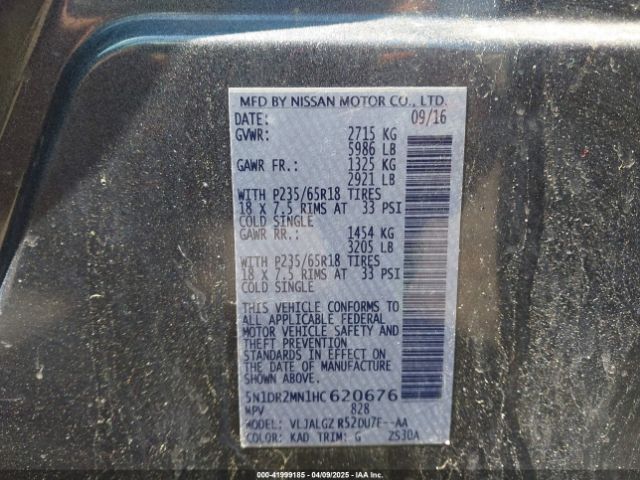 MFD BY NISSAN MOTOR CO., LTD.
DATE: 09/16
GVWR: 2715 KG
5986 LB
GAWR FR.: 1325 KG
2921 LB
WITH P235/65R18 TIRES
18 X 7.5 RIMS AT 33 PSI
COLD SINGLE
GAWR RR.: 1454 KG
3205 LB
WITH P235/65R18 TIRES
18 X 7.5 RIMS AT 33 PSI
COLD SINGLE
THIS VEHICLE CONFORMS TO
ALL APPLICABLE FEDERAL
MOTOR VEHICLE SAFETY AND
THEFT PREVENTION
STANDARDS IN EFFECT ON
THE DATE OF MANUFACTURE
SHOWN ABOVE.
5N1DR2MN1HC620676
MPV 828
MODEL: VLJALGZ R52DU7F--AA
COLOR: KAD TRIM: G ZS30A
000-41999185 - 04/09/2025 - IAA Inc.